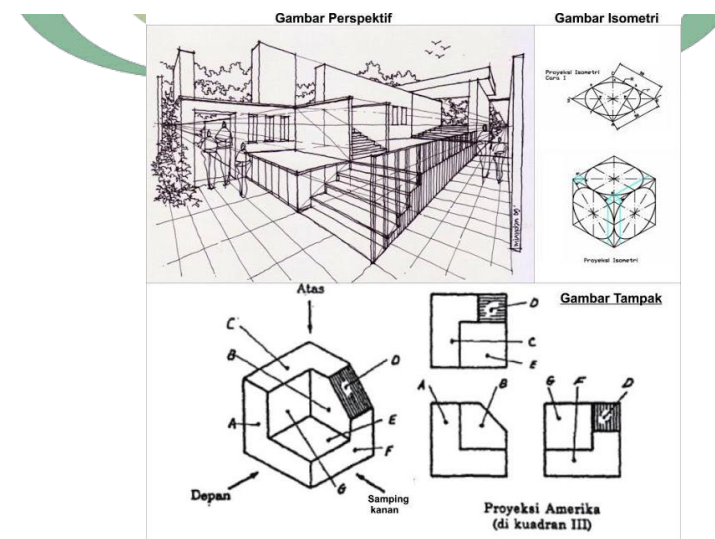 Gambar Perspektif
Gambar Isometri
Proyeksi Isometri
Cara I
Proyeksi Isometri
Atas
Gambar Tampak
D
C
E
C
B
A
D
E
F
G
A
B
G
F
D
Depan
Samping
kanan
Proyeksi Amerika
(di kuadran III)